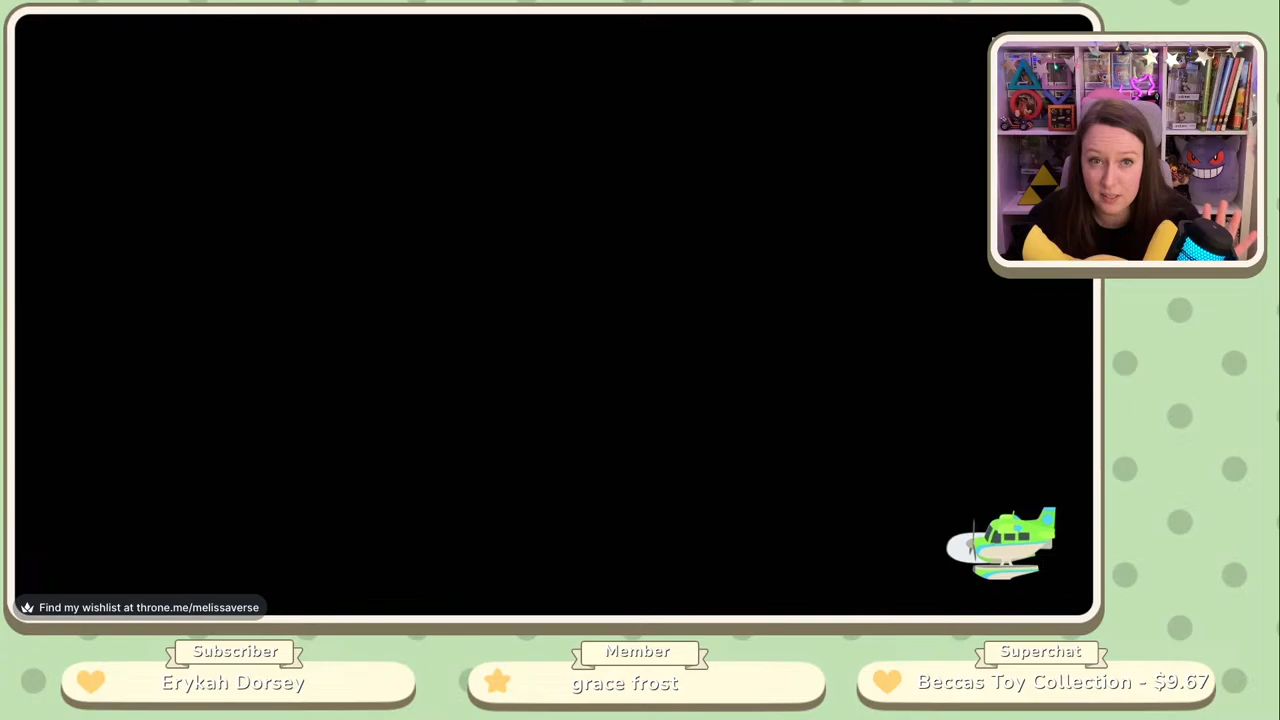 Find my wishlist at throne.me/melissaverse
Subscriber
Erykah Dorsey
Member
grace frost
Superchat
Beccas Toy Collection - $9.67